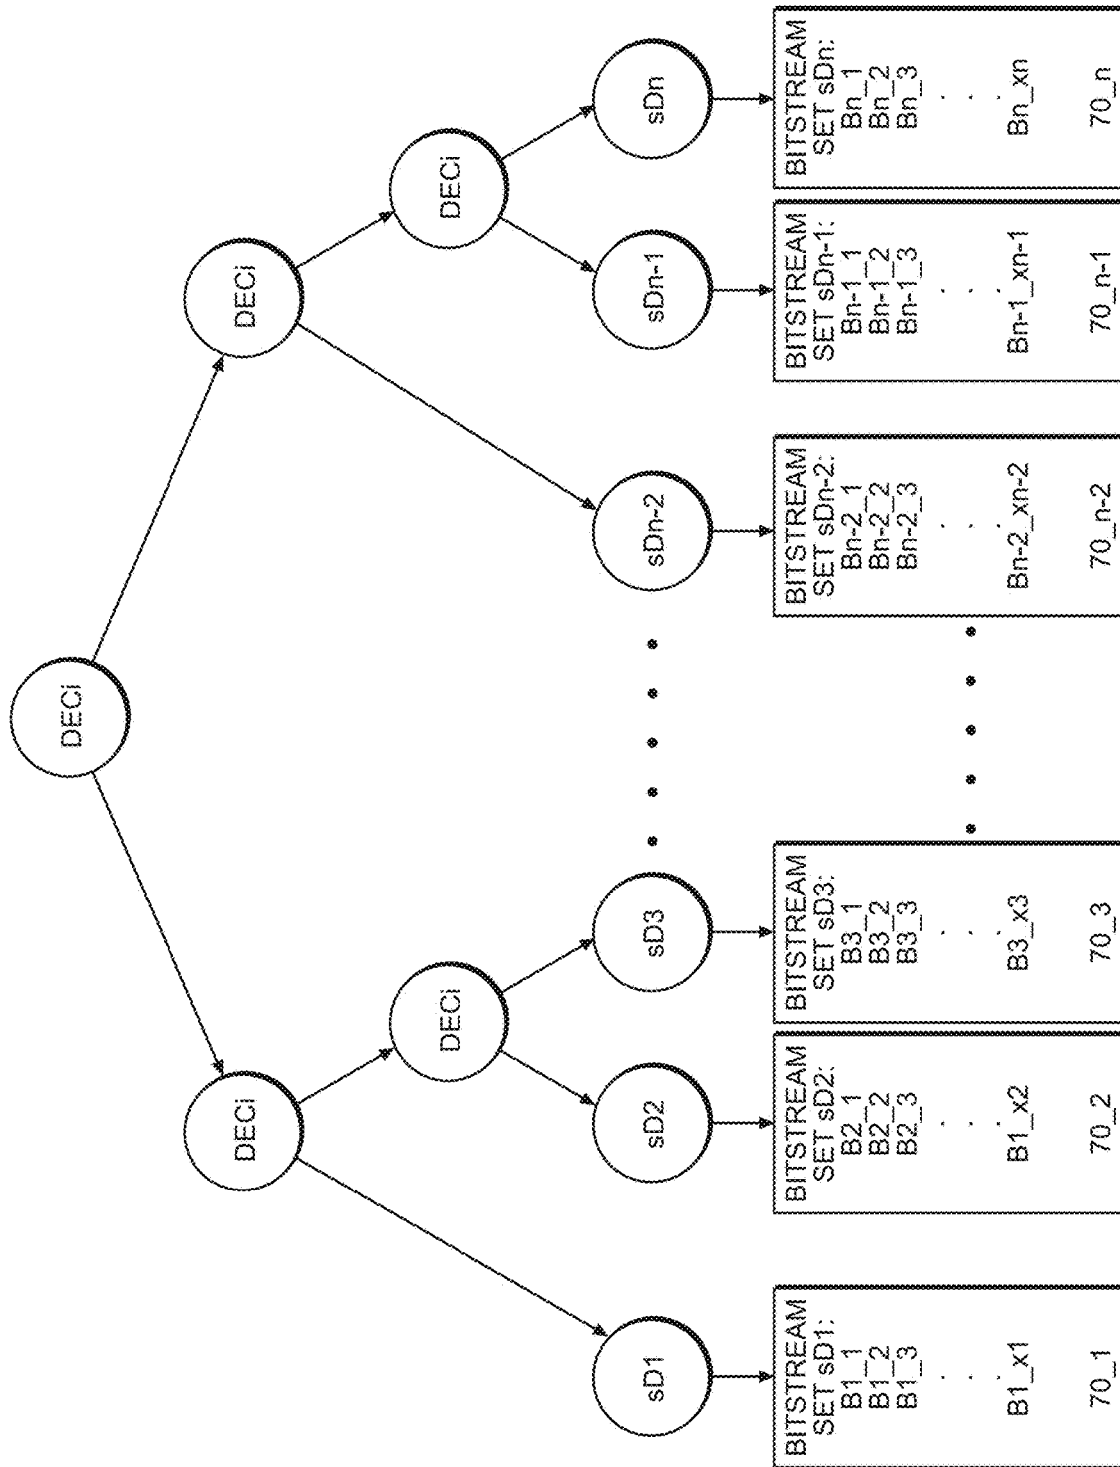 DECi
DECi
DECi
DECi
DECi
sD1
sD2
sD3
sDn-2
sDn-1
sDn
BITSTREAM
SET sD1:
B1_1
B1_2
B1_3
B1_x1
70_1
BITSTREAM
SET sD2:
B2_1
B2_2
B2_3
B1_x2
70_2
BITSTREAM
SET sD3:
B3_1
B3_2
B3_3
B3_x3
70_3
BITSTREAM
SET sDn-2:
Bn-2_1
Bn-2_2
Bn-2_3
Bn-2_xn-2
70_n-2
BITSTREAM
SET sDn-1:
Bn-1_1
Bn-1_2
Bn-1_3
Bn-1_xn-1
70_n-1
BITSTREAM
SET sDn:
Bn_1
Bn_2
Bn_3
Bn_xn
70_n